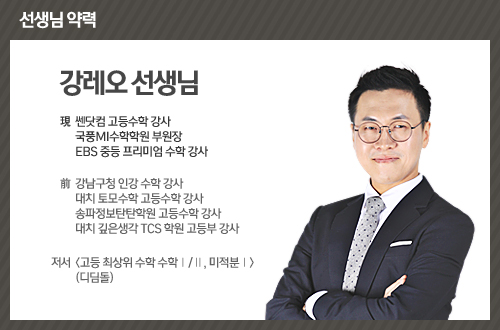 선생님 약력
강레오 선생님
現 쎈닷컴 고등수학 강사
국풍MI수학학원 부원장
EBS 중등 프리미엄 수학 강사
前 강남구청 인강 수학 강사
대치 토모수학 고등수학 강사
송파정보탄탄학원 고등수학 강사
대치 깊은생각 TCS 학원 고등부 강사
저서 <고등 최상위 수학 수학Ⅰ/Ⅱ, 미적분Ⅰ>
(디딤돌)